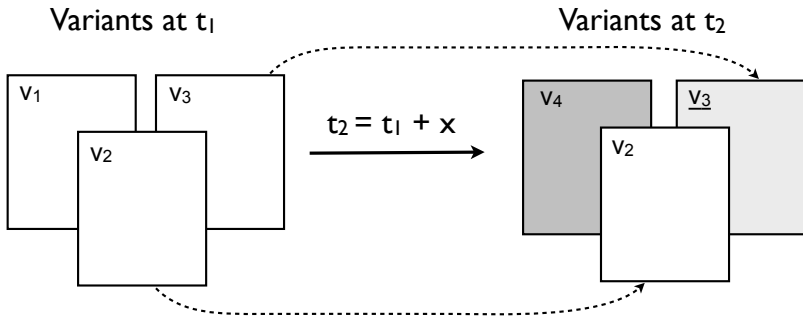 Variants at t1
Variants at t2
v1
v3
v2
t2 = t1 + x
v4
v3
v2